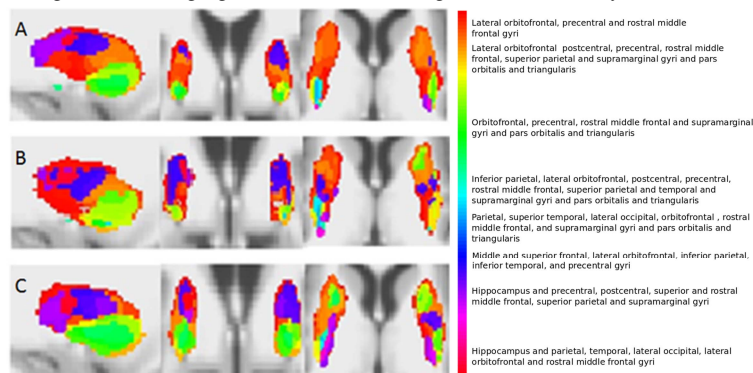 A
B
C
Lateral orbitofrontal, precentral and rostral middle
frontal gyri
Lateral orbitofrontal postcentral, precentral, rostral middle
frontal, superior parietal and supramarginal gyri and pars
orbitalis and triangularis
Orbitofrontal, precentral, rostral middle frontal and supramarginal
gyri and pars orbitalis and triangularis
Inferior parietal, lateral orbitofrontal, postcentral, precentral,
rostral middle frontal, superior parietal and temporal and
supramarginal gyri and pars orbitalis and triangularis
Parietal, superior temporal, lateral occipital, orbitofrontal , rostral
middle frontal, and supramarginal gyri and pars orbitalis and
triangularis
Middle and superior frontal, lateral orbitofrontal, inferior parietal,
inferior temporal, and precentral gyri
Hippocampus and precentral, postcentral, superior and rostral
middle frontal, superior parietal and supramarginal gyri
Hippocampus and parietal, temporal, lateral occipital, lateral
orbitofrontal and rostral middle frontal gyri